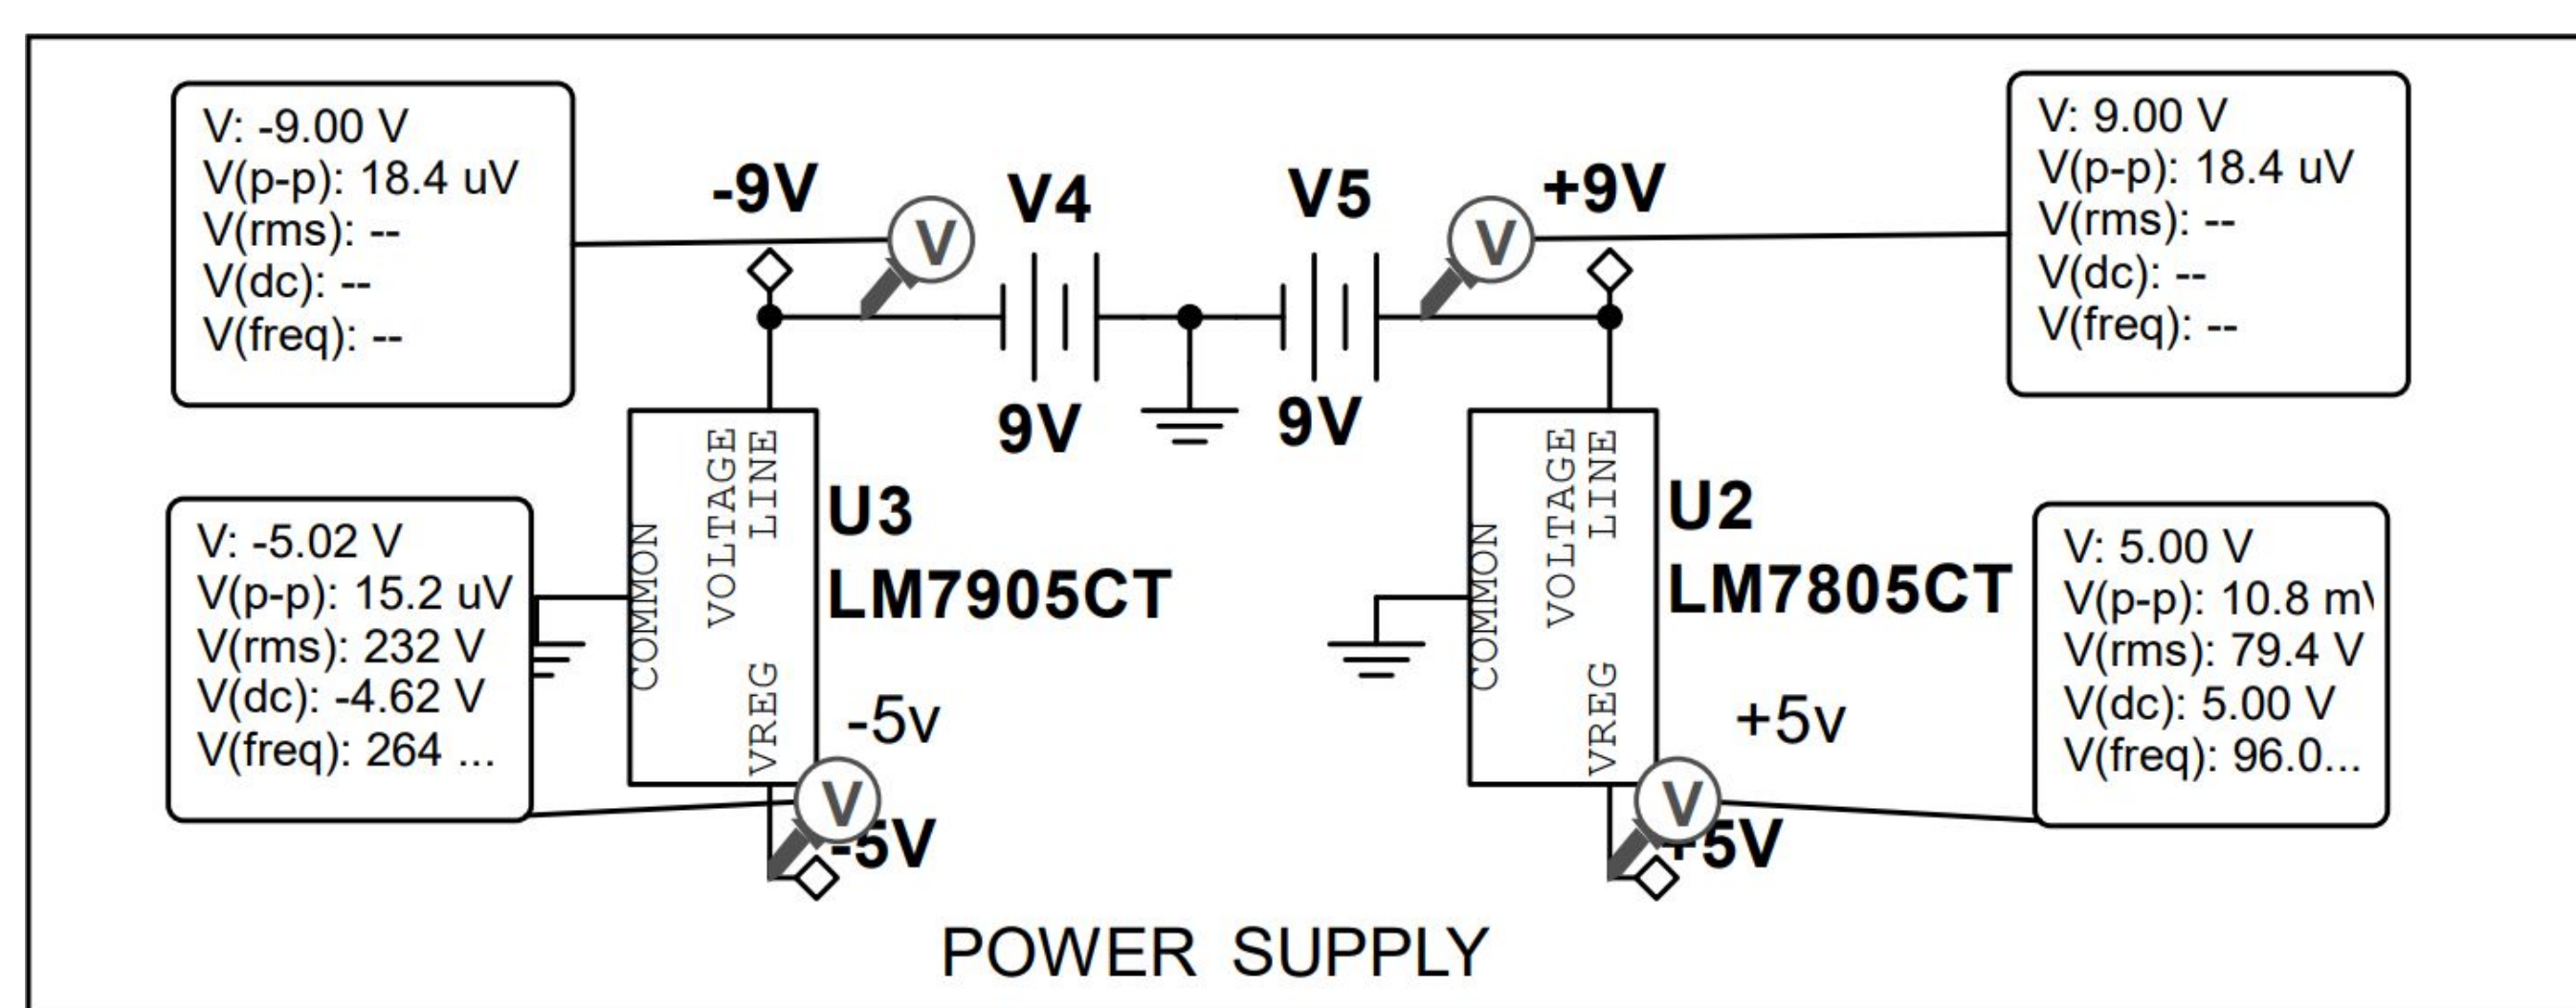 V: -9.00 V
V(p-p): 18.4 uV
V(rms): --
V(dc): --
V(freq): --
-9V
V
V4
9V
V5
9V
V
+9V
V: 9.00 V
V(p-p): 18.4 uV
V(rms): --
V(dc): --
V(freq): --
V: -5.02 V
V(p-p): 15.2 uV
V(rms): 232 V
V(dc): -4.62 V
V(freq): 264 ...
COMMON
VOLTAGE
LINE
VREG
U3
LM7905CT
-5v
V
-5V
COMMON
VOLTAGE
LINE
VREG
U2
LM7805CT
+5v
V
+5V
V: 5.00 V
V(p-p): 10.8 mV
V(rms): 79.4 V
V(dc): 5.00 V
V(freq): 96.0...
POWER SUPPLY